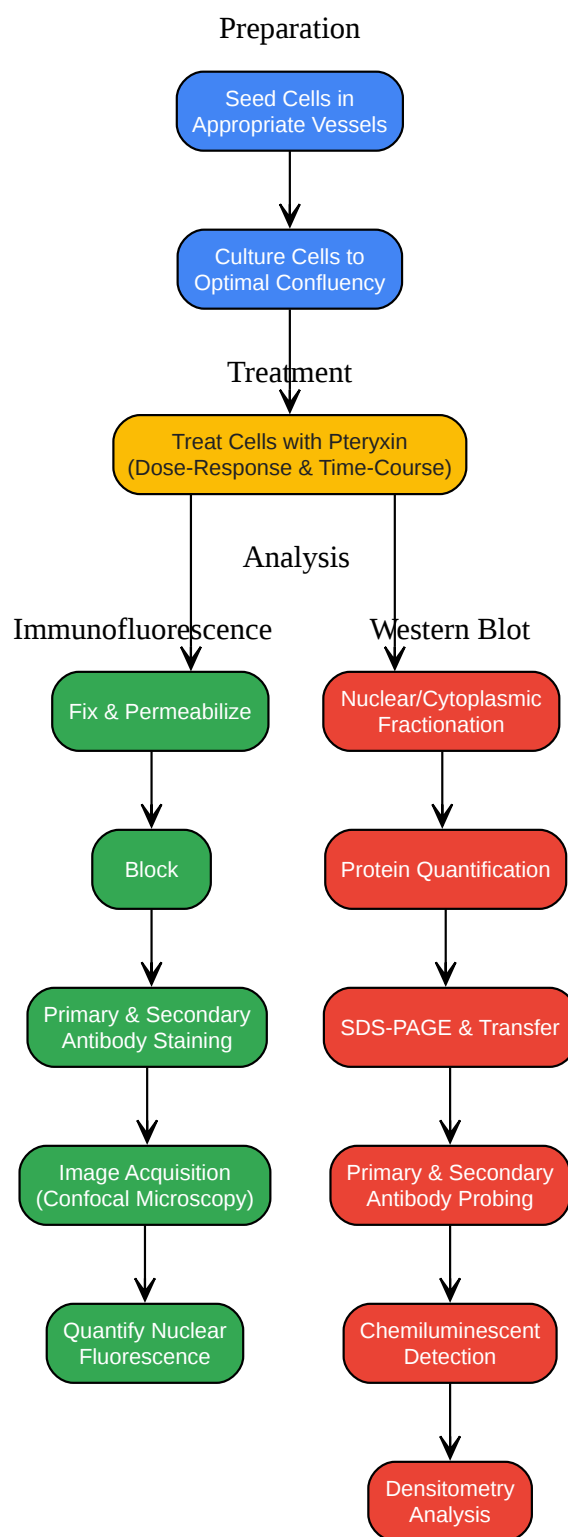 Preparation
Seed Cells in
Appropriate Vessels
Culture Cells to
Optimal Confluency
Treatment
Treat Cells with Pteryxin
(Dose-Response & Time-Course)
Analysis
Immunofluorescence
Western Blot
Fix & Permeabilize
Nuclear/Cytoplasmic
Fractionation
Block
Protein Quantification
Primary & Secondary
Antibody Staining
SDS-PAGE & Transfer
Image Acquisition
(Confocal Microscopy)
Primary & Secondary
Antibody Probing
Quantify Nuclear
Fluorescence
Chemiluminescent
Detection
Densitometry
Analysis